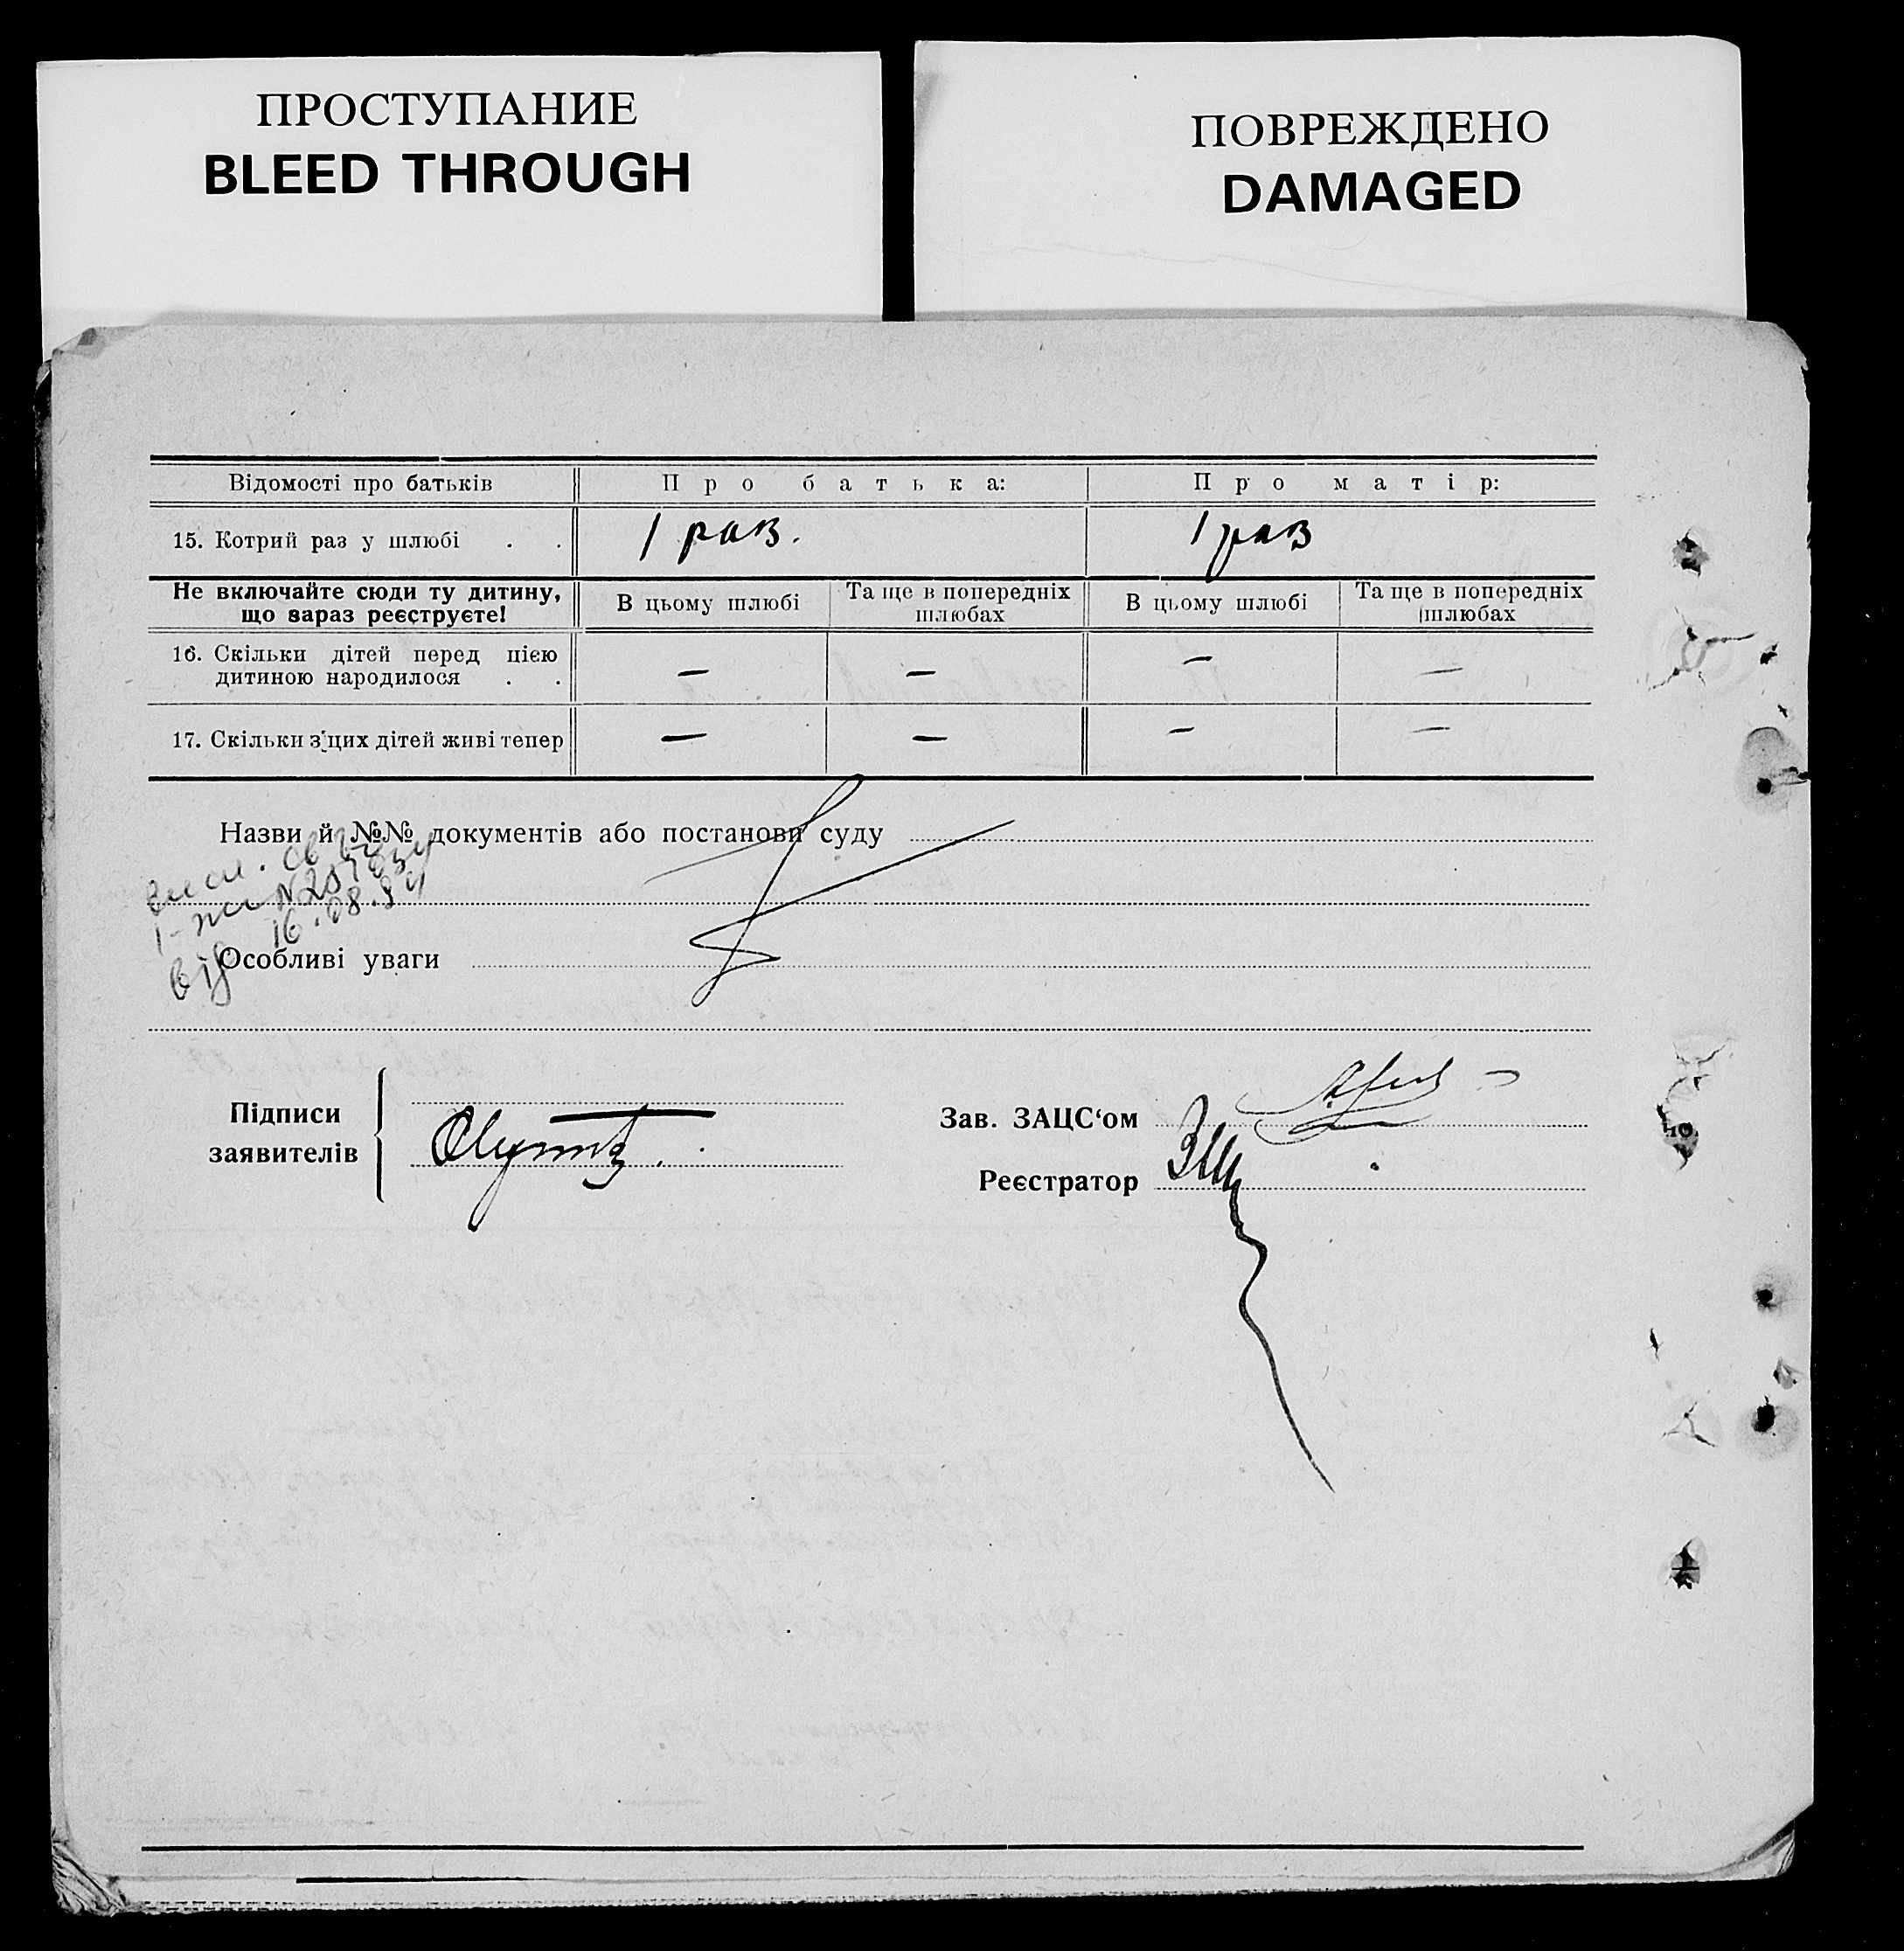 ПРОСТУПАНИЕ
BLEED THROUGH
ПОВРЕЖДЕНО
DAMAGED
Відомості про батьків Про батька: Про матір:
15. Котрий раз у шлюбі . . 1 раз. 1 раз
Не включайте сюди ту дитину, що зараз реєструєте! В цьому шлюбі Та ще в попередніх шлюбах В цьому шлюбі Та ще в попередніх шлюбах
16. Скільки дітей перед цією дитиною народилося . . — — — —
17. Скільки з'цих дітей живі тепер — — — —
Назви й №№ документів або постанови суду
від 16.08.
Особливі уваги
Підписи заявителів
Зав. ЗАЦС‘ом
Реєстратор